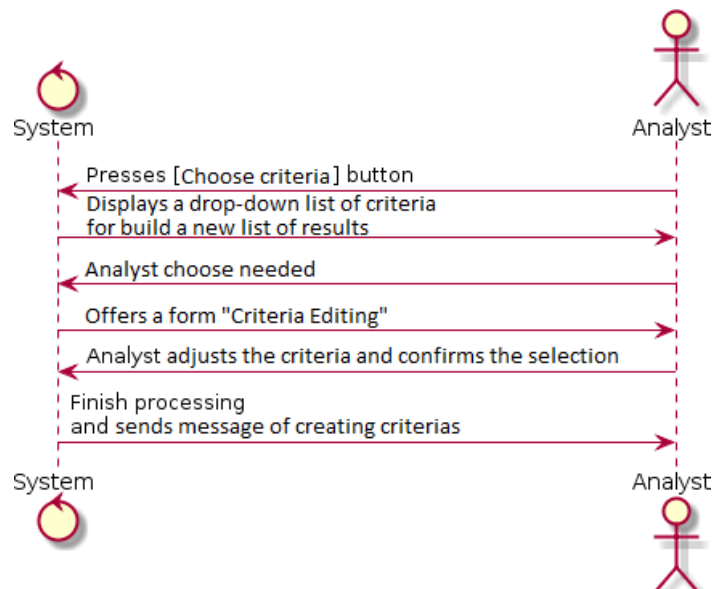 System
Analyst
Presses [Choose criteria] button
Displays a drop-down list of criteria
for build a new list of results
Analyst choose needed
Offers a form "Criteria Editing"
Analyst adjusts the criteria and confirms the selection
Finish processing
and sends message of creating criterias
System
Analyst